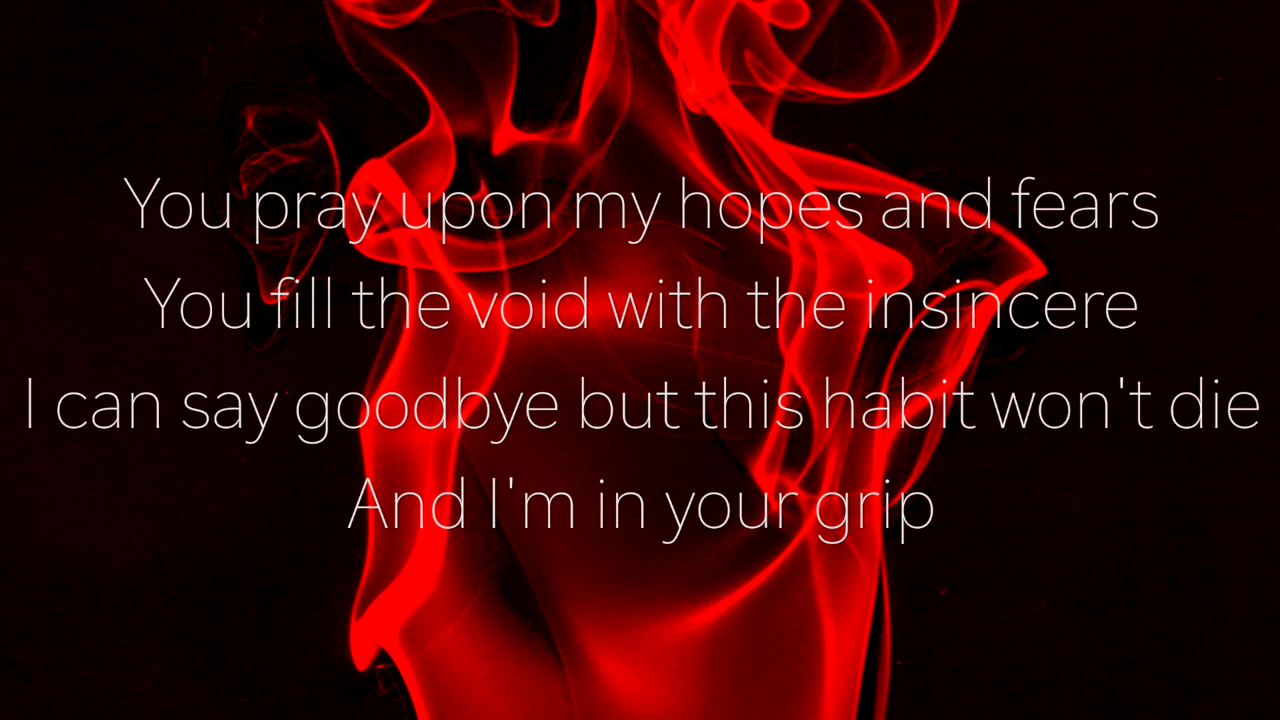 You pray upon my hopes and fears
You fill the void with the insincere
I can say goodbye but this habit won't die
And I'm in your grip